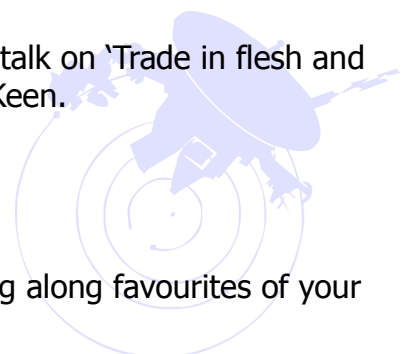 talk on ‘Trade in flesh and
Keen.
g along favourites of your